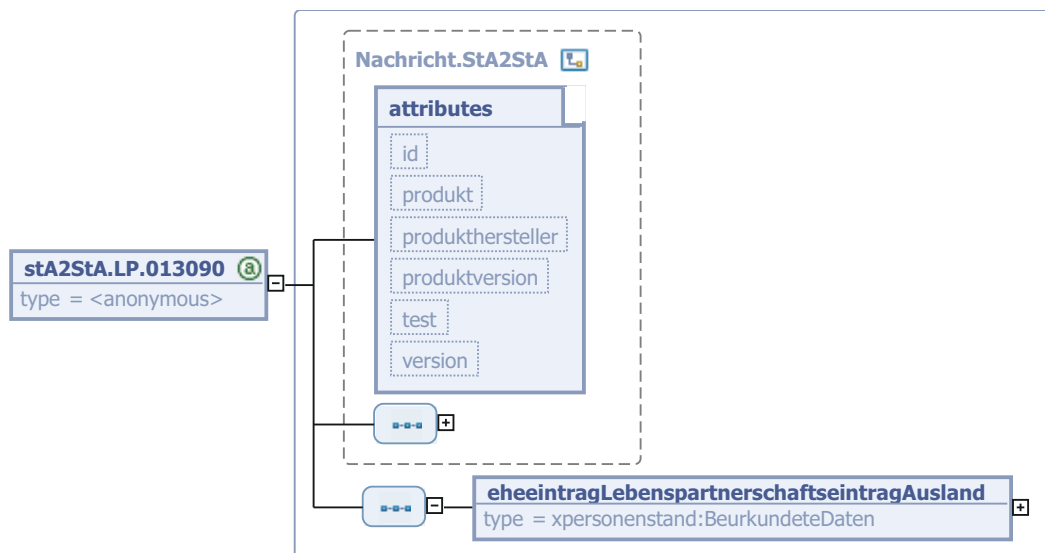 Nachricht.StA2StA
attributes
id
produkt
produkthersteller
produktversion
test
version
stA2StA.LP.013090 a
type = <anonymous>
eheeintragLebenspartnerschaftseintragAusland
type = xpersonenstand:BeurkundeteDaten